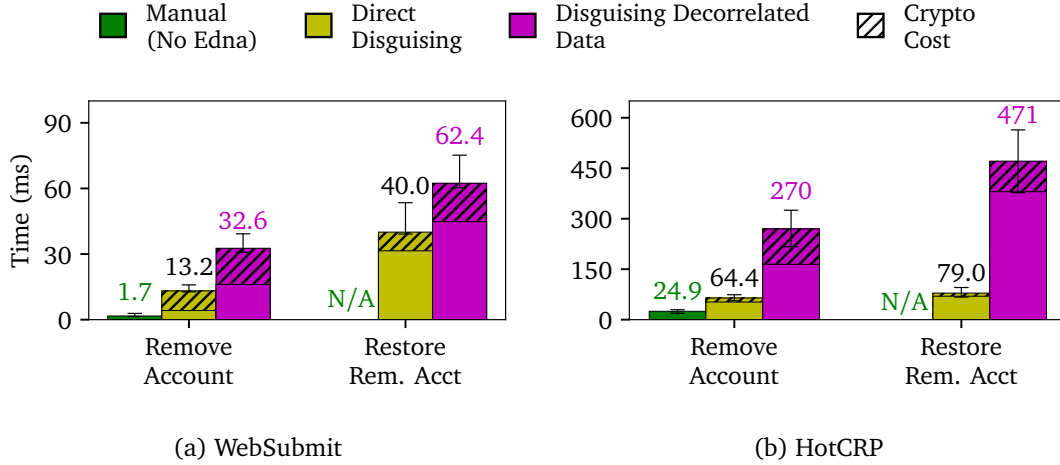 Manual
(No Edna)
Direct
Disguising
Disguising Decorrelated
Data
Crypto
Cost
Time (ms)
90
60
30
0
1.7
13.2
32.6
N/A
40.0
62.4
Remove
Account
Restore
Rem. Acct
(a) WebSubmit
600
450
300
150
0
24.9
64.4
270
N/A
79.0
471
Remove
Account
Restore
Rem. Acct
(b) HotCRP